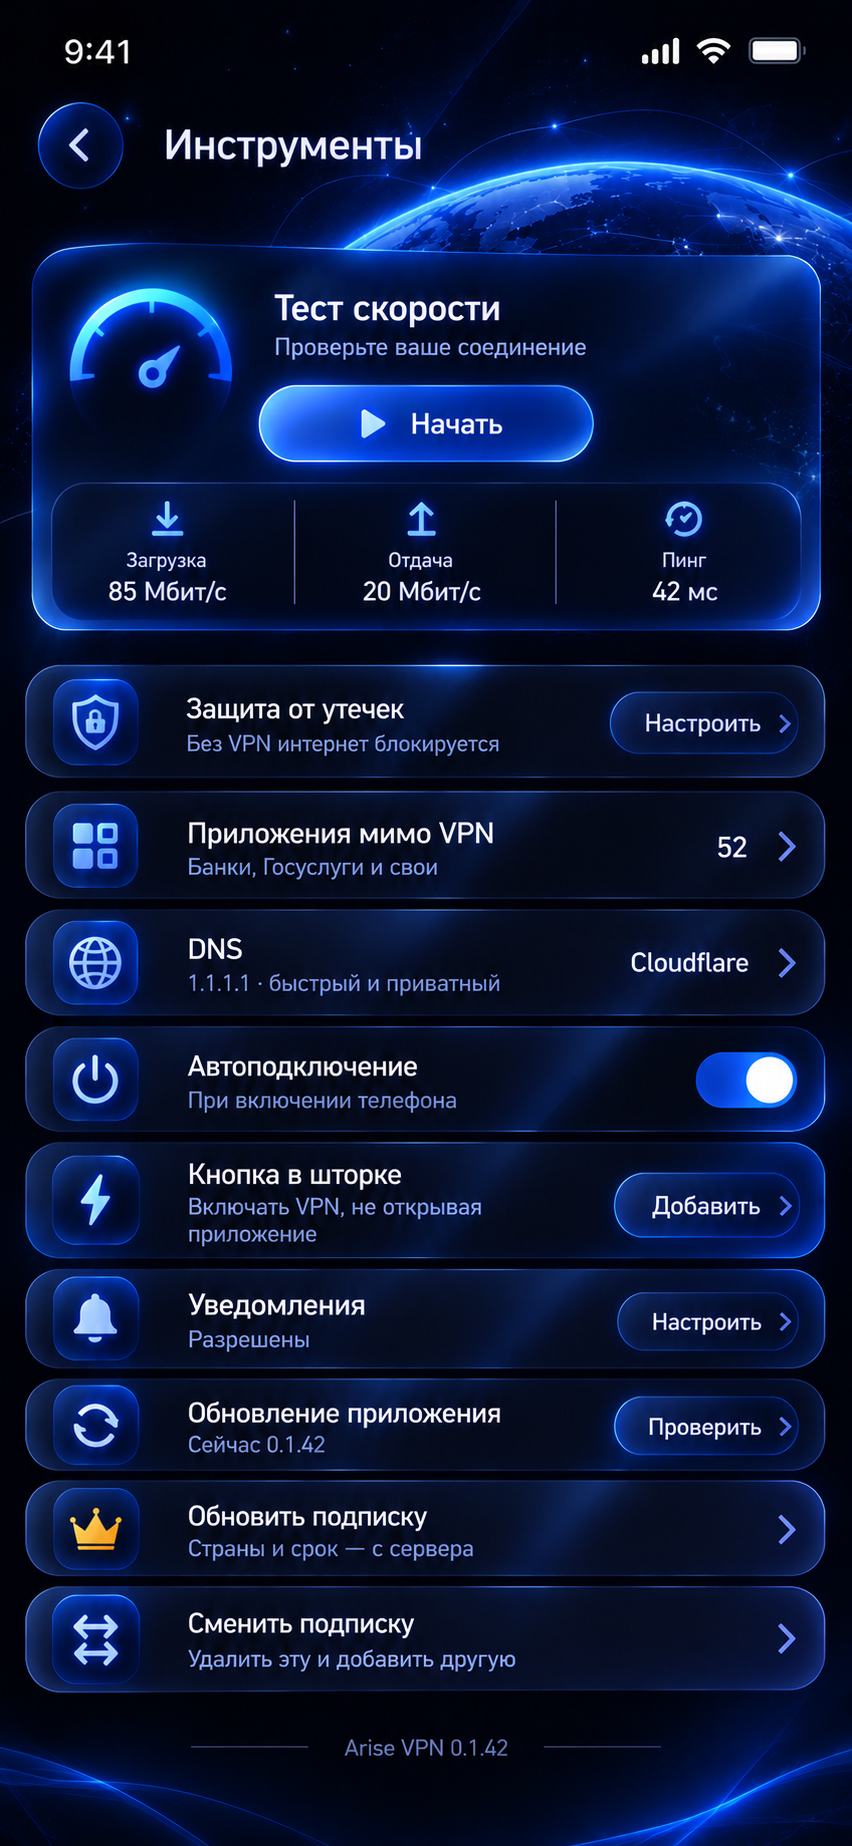 9:41
Инструменты
Тест скорости
Проверьте ваше соединение
Начать
Загрузка
85 Мбит/с
Отдача
20 Мбит/с
Пинг
42 мс
Защита от утечек
Без VPN интернет блокируется
Настроить
Приложения мимо VPN
Банки, Госуслуги и свои
52
DNS
1.1.1.1 · быстрый и приватный
Cloudflare
Автоподключение
При включении телефона
Кнопка в шторке
Включать VPN, не открывая
приложение
Добавить
Уведомления
Разрешены
Настроить
Обновление приложения
Сейчас 0.1.42
Проверить
Обновить подписку
Страны и срок — с сервера
Сменить подписку
Удалить эту и добавить другую
Arise VPN 0.1.42